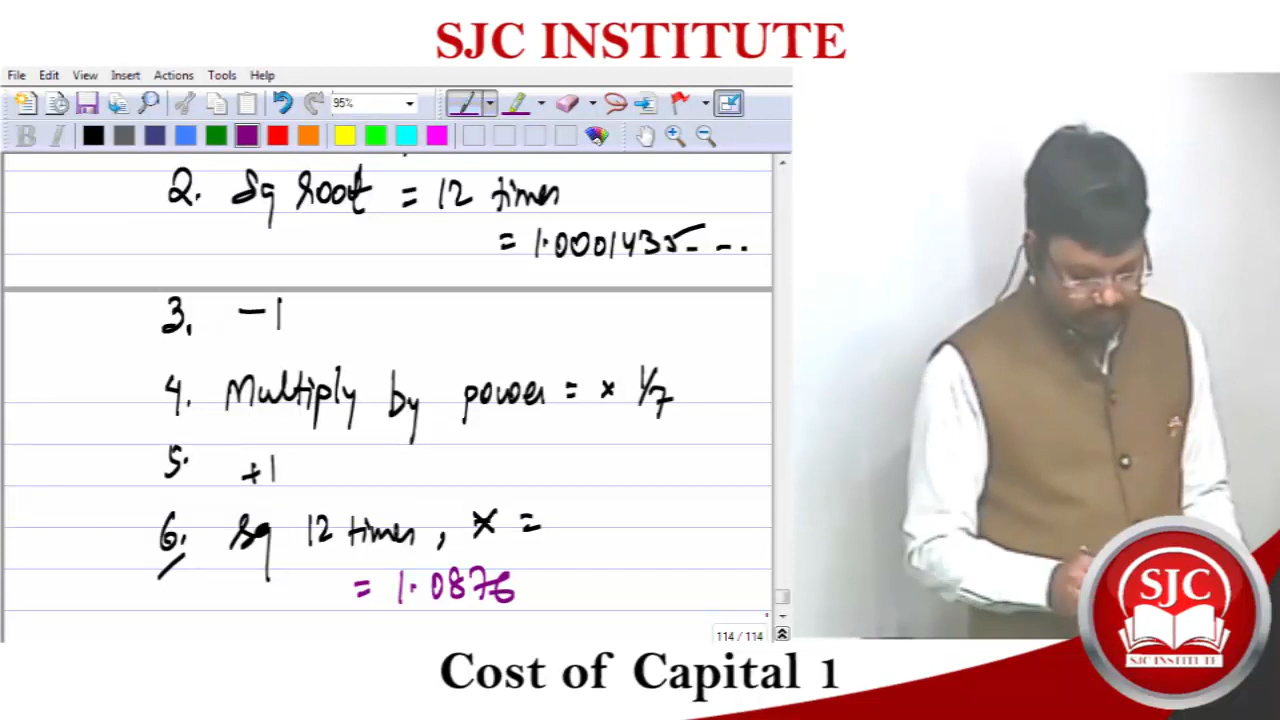 SJC INSTITUTE
File Edit View Insert Actions Tools Help
95%
B I
2. Sq Root = 12 times
= 1.0001435- - .
3. -1
4. Multiply by power = × 1/7
5. +1
6. Sq 12 times, × =
= 1.0876
114 / 114
SJC
SJC INSTITUTE
Cost of Capital 1